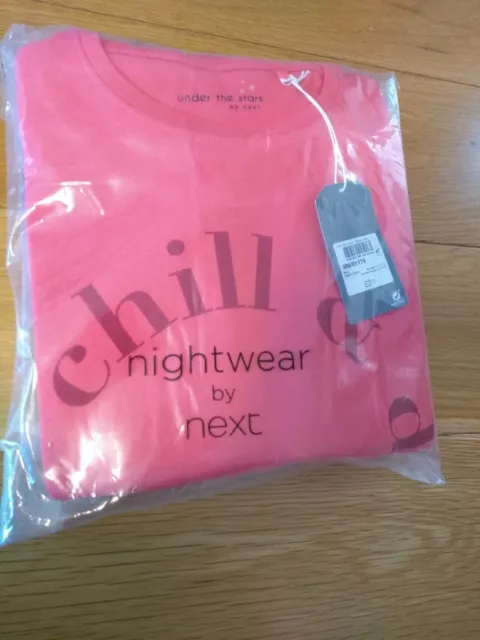 under the stars
by next
chill &
nightwear
by
next